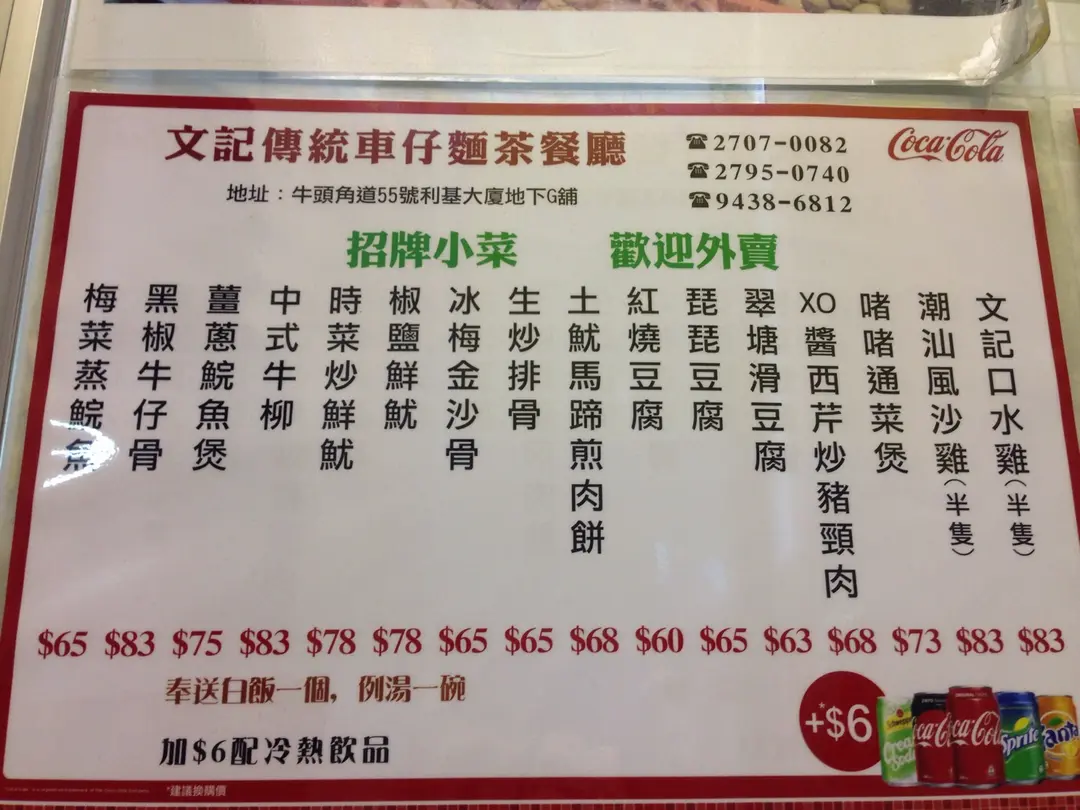 文記傳統車仔麵茶餐廳
☎2707-0082
☎2795-0740
☎9438-6812
Coca-Cola
地址：牛頭角道55號利基大廈地下G舖
招牌小菜
歡迎外賣
文記口水雞(半隻)
潮汕風沙雞(半隻)
啫啫通菜煲
XO醬西芹炒豬頸肉
翠塘滑豆腐
琵琵豆腐
紅燒豆腐
土魷馬蹄煎肉餅
生炒排骨
冰梅金沙骨
椒鹽鮮魷
時菜炒鮮魷
中式牛柳
薑蔥鯇魚煲
黑椒牛仔骨
梅菜蒸鯇魚
$65 $83 $75 $83 $78 $78 $65 $65 $68 $60 $65 $63 $68 $73 $83 $83
奉送白飯一個，例湯一碗
加$6配冷熱飲品
+$6*
Coca-Cola
Sprite
*建議換購價